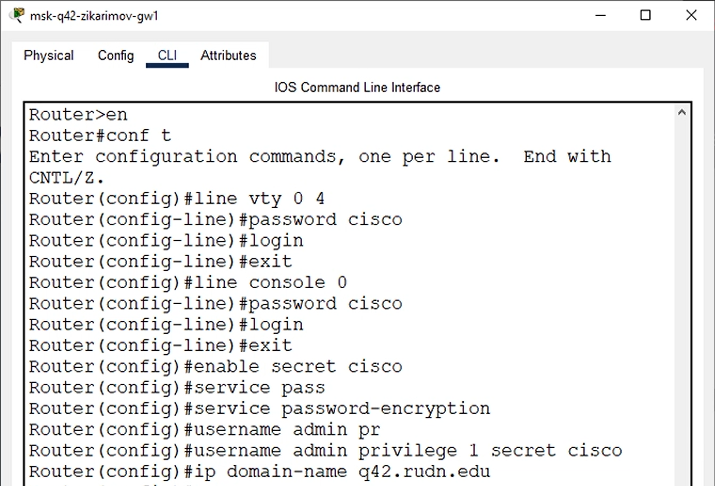 msk-q42-zikarimov-gw1
Physical Config CLI Attributes
IOS Command Line Interface
Router>en
Router#conf t
Enter configuration commands, one per line.  End with
CNTL/Z.
Router(config)#line vty 0 4
Router(config-line)#password cisco
Router(config-line)#login
Router(config-line)#exit
Router(config)#line console 0
Router(config-line)#password cisco
Router(config-line)#login
Router(config-line)#exit
Router(config)#enable secret cisco
Router(config)#service pass
Router(config)#service password-encryption
Router(config)#username admin pr
Router(config)#username admin privilege 1 secret cisco
Router(config)#ip domain-name q42.rudn.edu